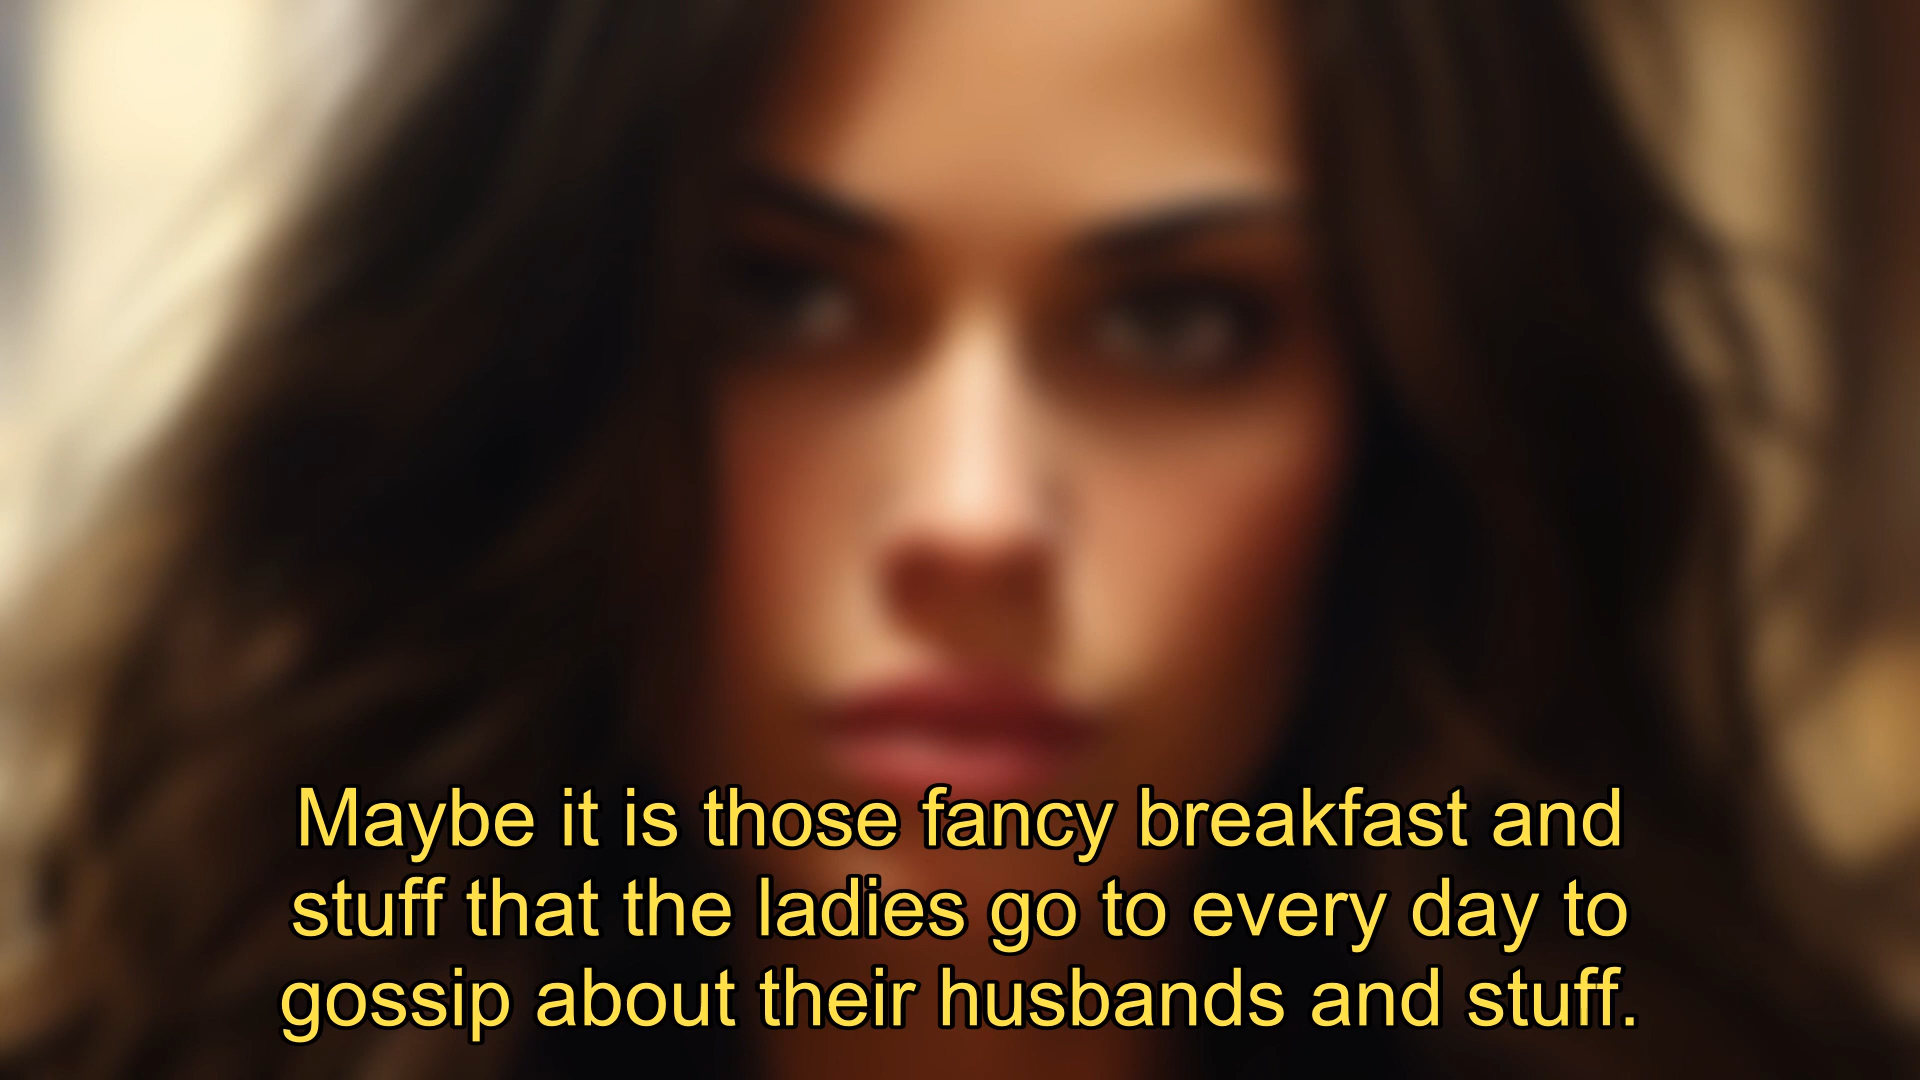 Maybe it is those fancy breakfast and
stuff that the ladies go to every day to
gossip about their husbands and stuff.